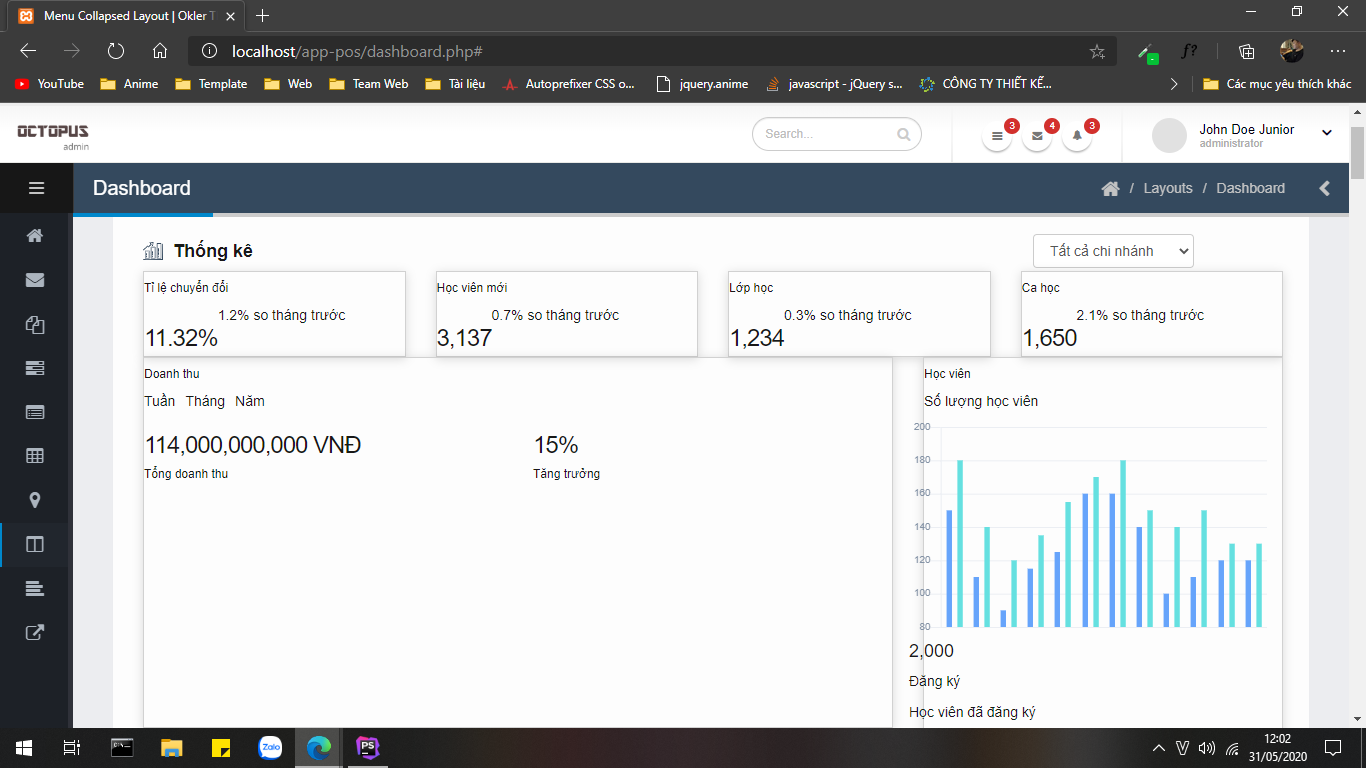 Menu Collapsed Layout | Okler T
localhost/app-pos/dashboard.php#
f?
YouTube Anime Template Web Team Web Tài liệu Autoprefixer CSS o... jquery.anime javascript - jQuery s... CÔNG TY THIẾT KẾ... Các mục yêu thích khác
OCTOPUS
admin
Search...
3 4 3
John Doe Junior
administrator
Dashboard
/ Layouts / Dashboard
Thống kê
Tất cả chi nhánh
Tỉ lệ chuyển đổi
1.2% so tháng trước
11.32%
Học viên mới
0.7% so tháng trước
3,137
Lớp học
0.3% so tháng trước
1,234
Ca học
2.1% so tháng trước
1,650
Doanh thu
Tuần Tháng Năm
114,000,000,000 VNĐ
Tổng doanh thu
15%
Tăng trưởng
Học viên
Số lượng học viên
200
180
160
140
120
100
80
2,000
Đăng ký
Học viên đã đăng ký
Zalo
PS
12:02
31/05/2020